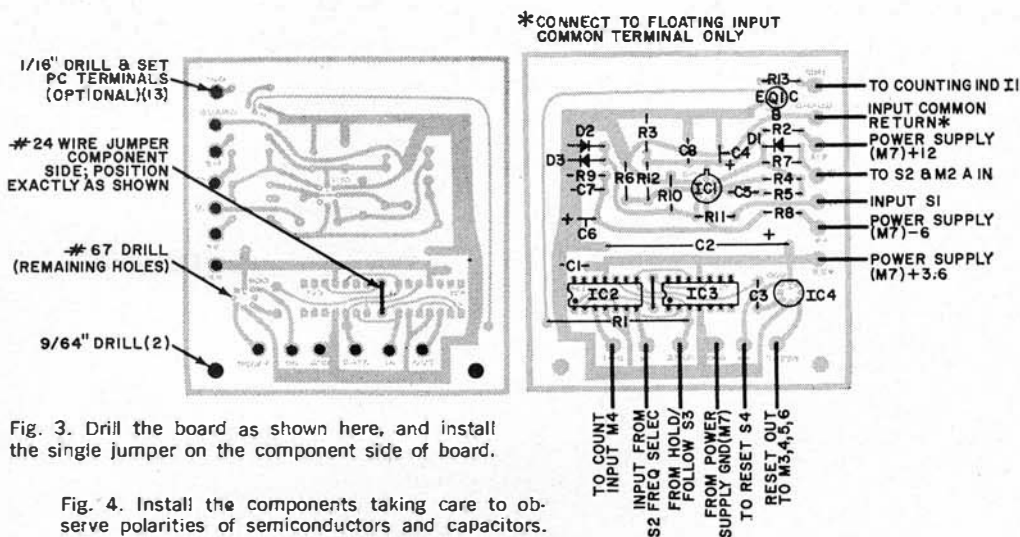 1/16" DRILL & SET
PC TERMINALS
(OPTIONAL)(13)
#24 WIRE JUMPER
COMPONENT
SIDE; POSITION
EXACTLY AS SHOWN
#67 DRILL
(REMAINING HOLES)
9/64" DRILL(2)
Fig. 3. Drill the board as shown here, and install
the single jumper on the component side of board.
*CONNECT TO FLOATING INPUT
COMMON TERMINAL ONLY
R13
E Q1 C
B
D2
R3
D1
R2
D3
C8
C4
+
R7
R9
R6
R12
IC1
R4
C7
R10
C5
R5
+
R11
R8
C6
C2
+
C1
IC2
IC3
C3
IC4
R1
TO COUNTING IND I1
INPUT COMMON
RETURN*
POWER SUPPLY
(M7)+12
TO S2 & M2 A IN
INPUT S1
POWER SUPPLY
(M7)-6
POWER SUPPLY
(M7)+3.6
TO COUNT
INPUT M4
INPUT FROM
S2 FREQ SELEC
FROM HOLD/
FOLLOW S3
FROM POWER
SUPPLY GND(M7)
TO RESET S4
RESET OUT
TO M3,4,5,6
Fig. 4. Install the components taking care to ob-
serve polarities of semiconductors and capacitors.